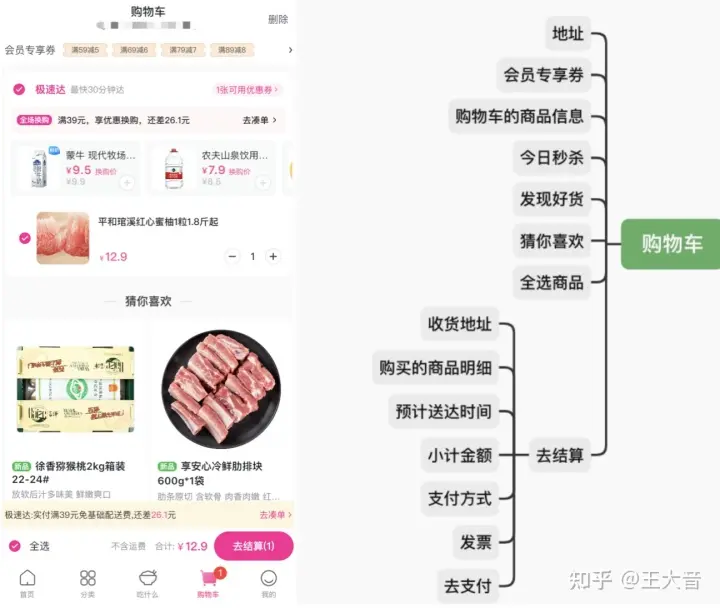 购物车
删除
会员专享券
满59减5
满69减6
满79减7
满89减8
极速达 最快30分钟达
1张可用优惠券
全场换购 满39元，享优惠换购，还差26.1元
去凑单
蒙牛 现代牧场...
¥9.5 换购价
¥9.9
农夫山泉饮用...
¥7.9 换购价
¥8.5
平和琯溪红心蜜柚1粒1.8斤起
¥12.9
1
猜你喜欢
新品 徐香猕猴桃2kg箱装
22-24#
放软后汁多味美 鲜嫩爽口
新品 享安心冷鲜肋排块
600g*1袋
肋条原切 含软骨 肉香肉嫩 红...
极速达:实付满39元免基础配送费,还差26.1元
去凑单
全选
不含运费
合计: ¥12.9
去结算(1)
首页
分类
吃什么
购物车
1
我的
地址
会员专享券
购物车的商品信息
今日秒杀
发现好货
猜你喜欢
全选商品
购物车
收货地址
购买的商品明细
预计送达时间
小计金额
支付方式
发票
去支付
去结算
知乎 @王大音